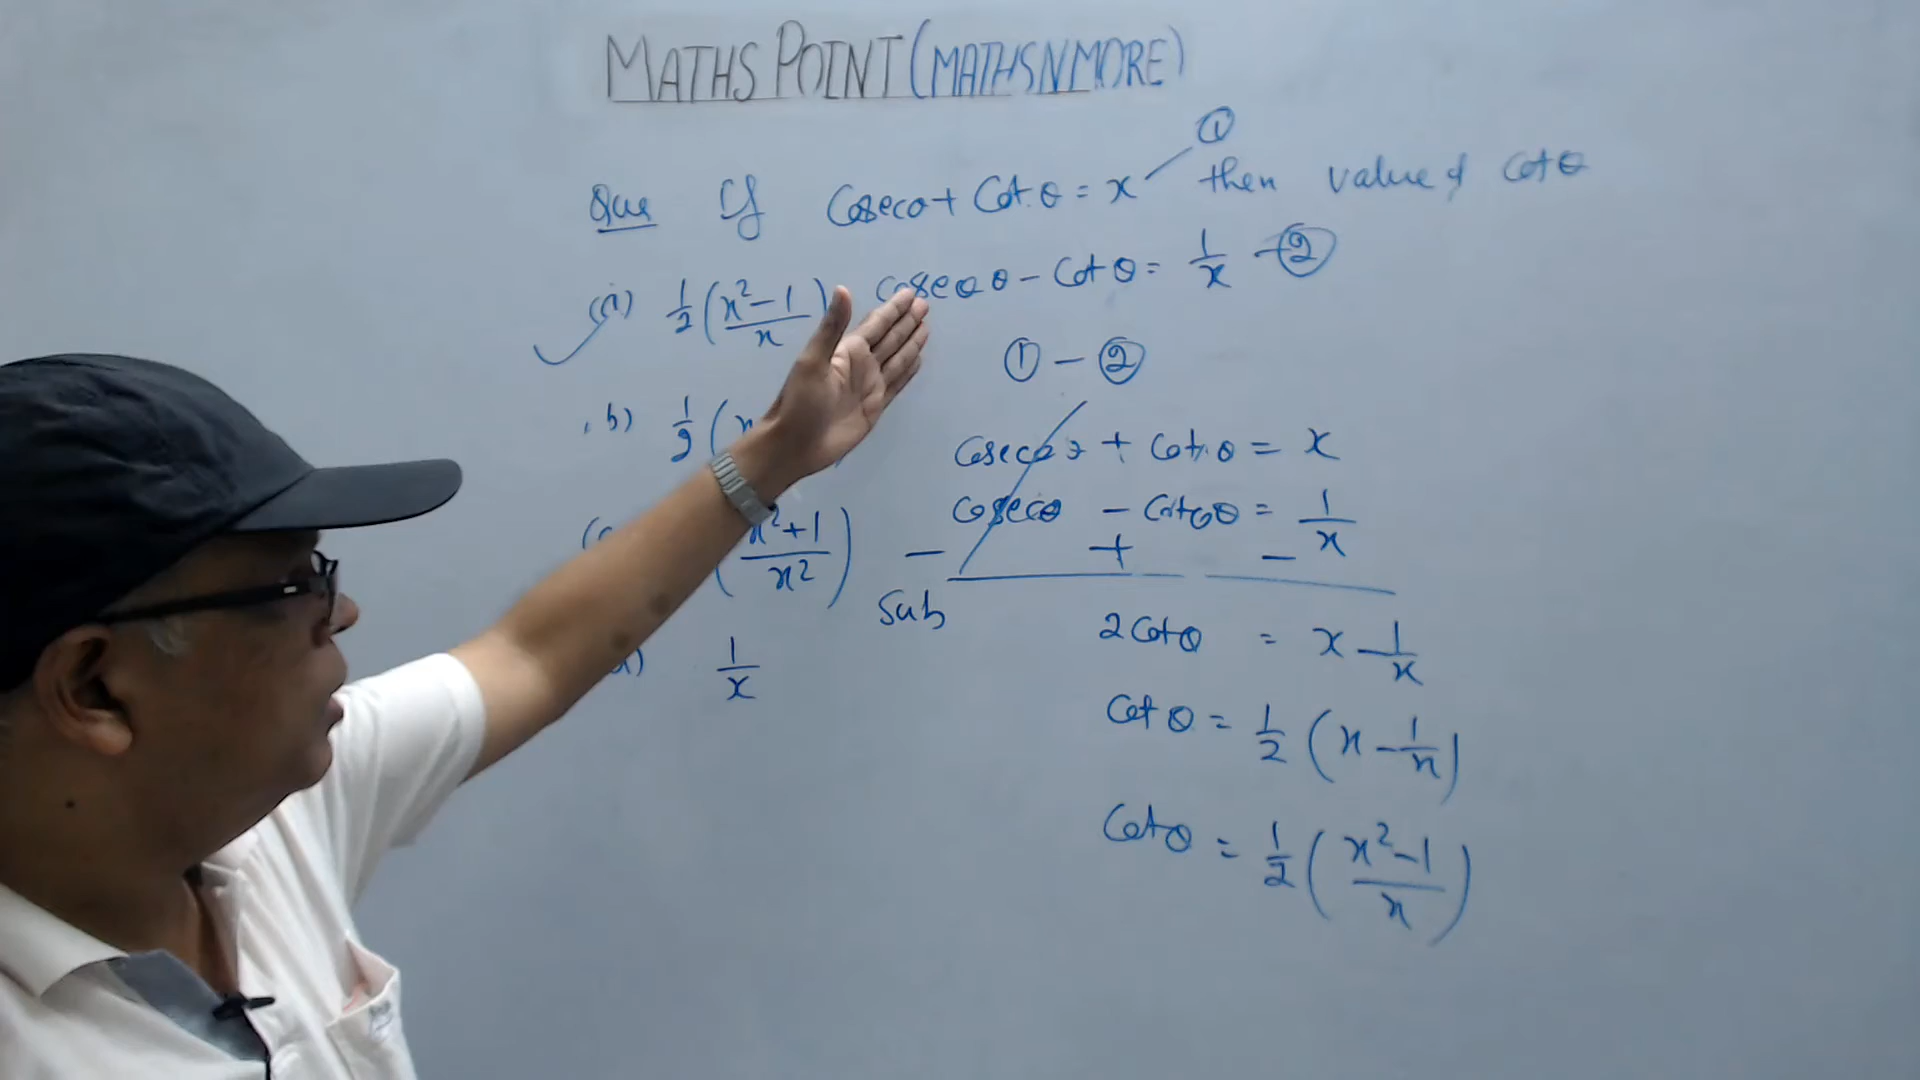 MATHS POINT (MATHSNMORE)
①
Que If Cosecθ + Cot θ = x then value of Cotθ
(a) 1/2 (x²-1/x) cosecθ - Cotθ = 1/x - ②
① - ②
b) 1/2 (x
cosecθ + Cot θ = x
cosecθ - Cotθ = 1/x
(c) (x²+1/x²) - + -
Sub
2Cotθ = x - 1/x
d) 1/x
Cot θ = 1/2 (x - 1/x)
Cotθ = 1/2 (x²-1/x)